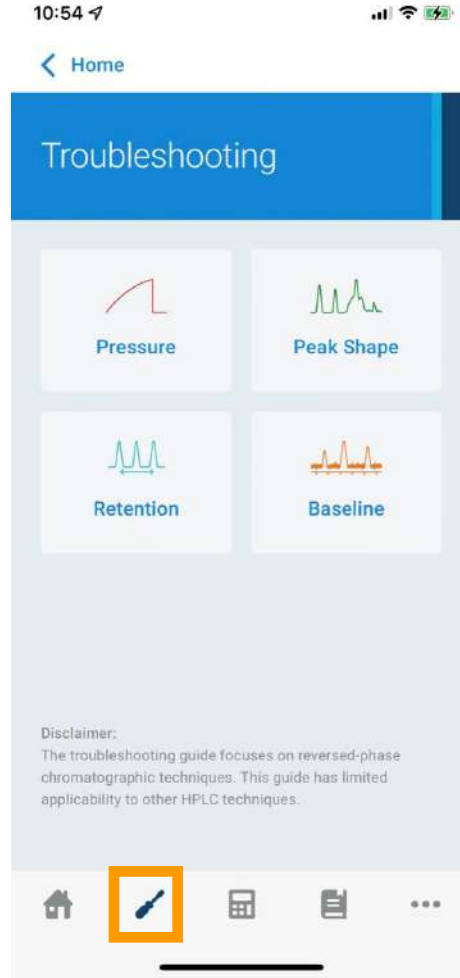 10:54
Home
Troubleshooting
Pressure
Peak Shape
Retention
Baseline
Disclaimer:
The troubleshooting guide focuses on reversed-phase
chromatographic techniques. This guide has limited
applicability to other HPLC techniques.